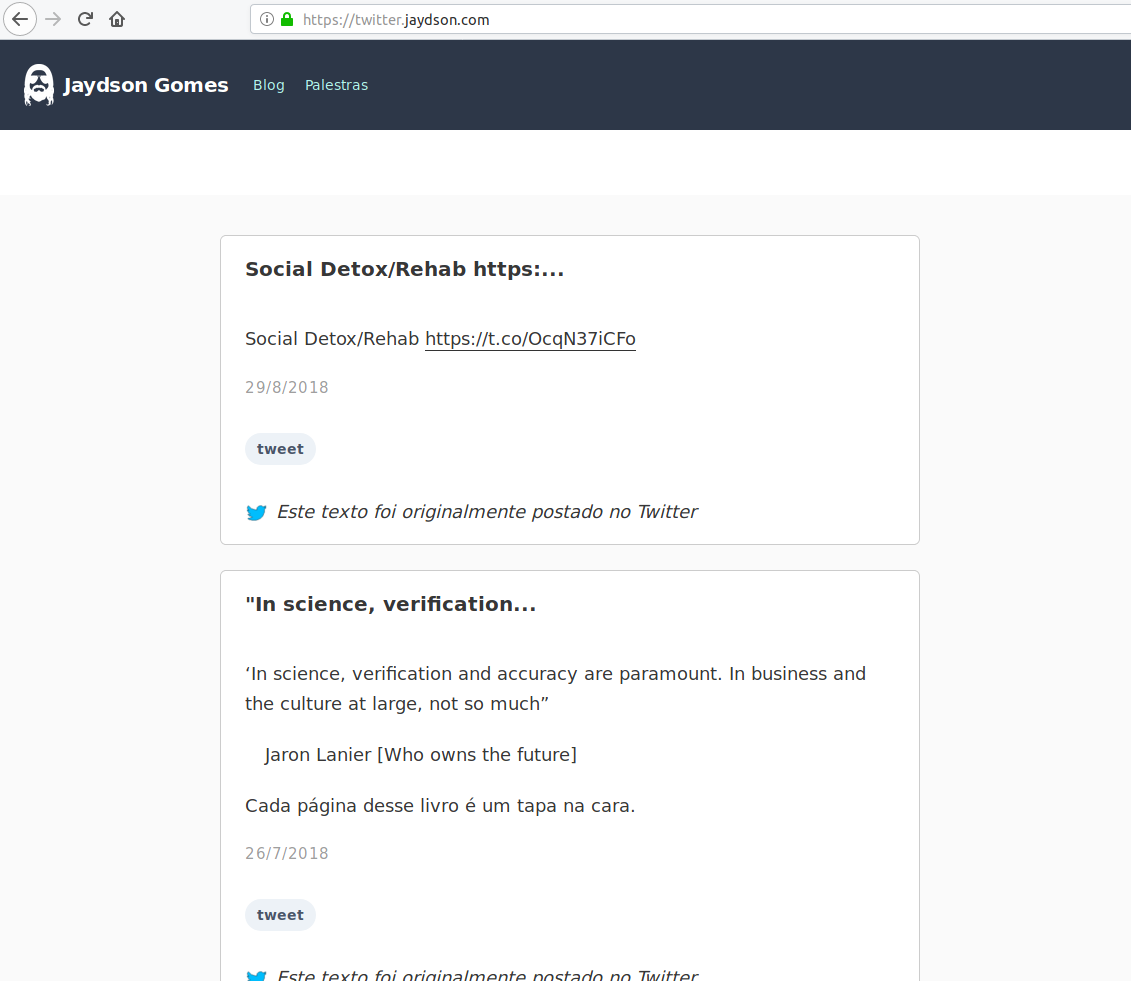 https://twitter.jaydson.com
Jaydson Gomes Blog Palestras
Social Detox/Rehab https:...
Social Detox/Rehab https://t.co/OcqN37iCFo
29/8/2018
tweet
Este texto foi originalmente postado no Twitter
"In science, verification...
‘In science, verification and accuracy are paramount. In business and
the culture at large, not so much”
Jaron Lanier [Who owns the future]
Cada página desse livro é um tapa na cara.
26/7/2018
tweet
Este texto foi originalmente postado no Twitter